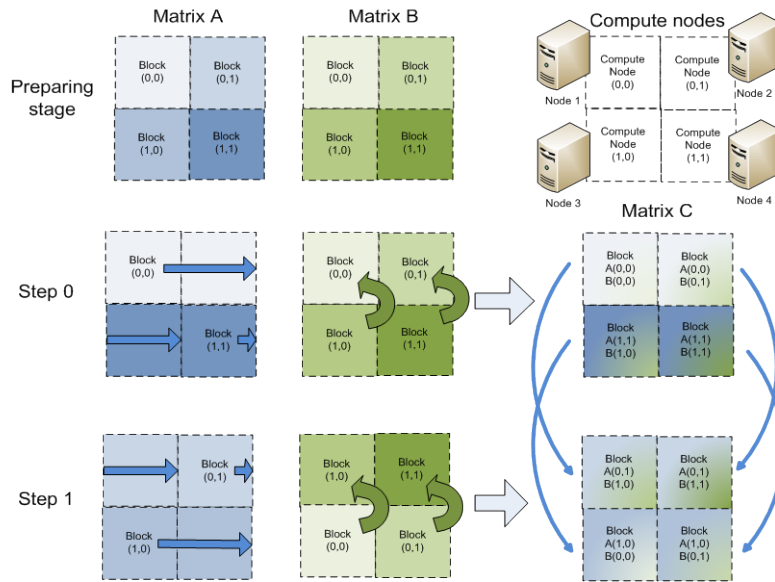 Matrix A
Matrix B
Compute nodes
Preparing
stage
Block
(0,0)
Block
(0,1)
Block
(1,0)
Block
(1,1)
Block
(0,0)
Block
(0,1)
Block
(1,0)
Block
(1,1)
Compute
Node
(0,0)
Compute
Node
(0,1)
Compute
Node
(1,0)
Compute
Node
(1,1)
Node 1
Node 2
Node 3
Node 4
Matrix C
Step 0
Block
(0,0)
Block
(1,1)
Block
(0,0)
Block
(0,1)
Block
(1,0)
Block
(1,1)
Block
A(0,0)
B(0,0)
Block
A(0,0)
B(0,1)
Block
A(1,1)
B(1,0)
Block
A(1,1)
B(1,1)
Step 1
Block
(0,1)
Block
(1,0)
Block
(1,0)
Block
(1,1)
Block
(0,0)
Block
(0,1)
Block
A(0,1)
B(1,0)
Block
A(0,1)
B(1,1)
Block
A(1,0)
B(0,0)
Block
A(1,0)
B(0,1)